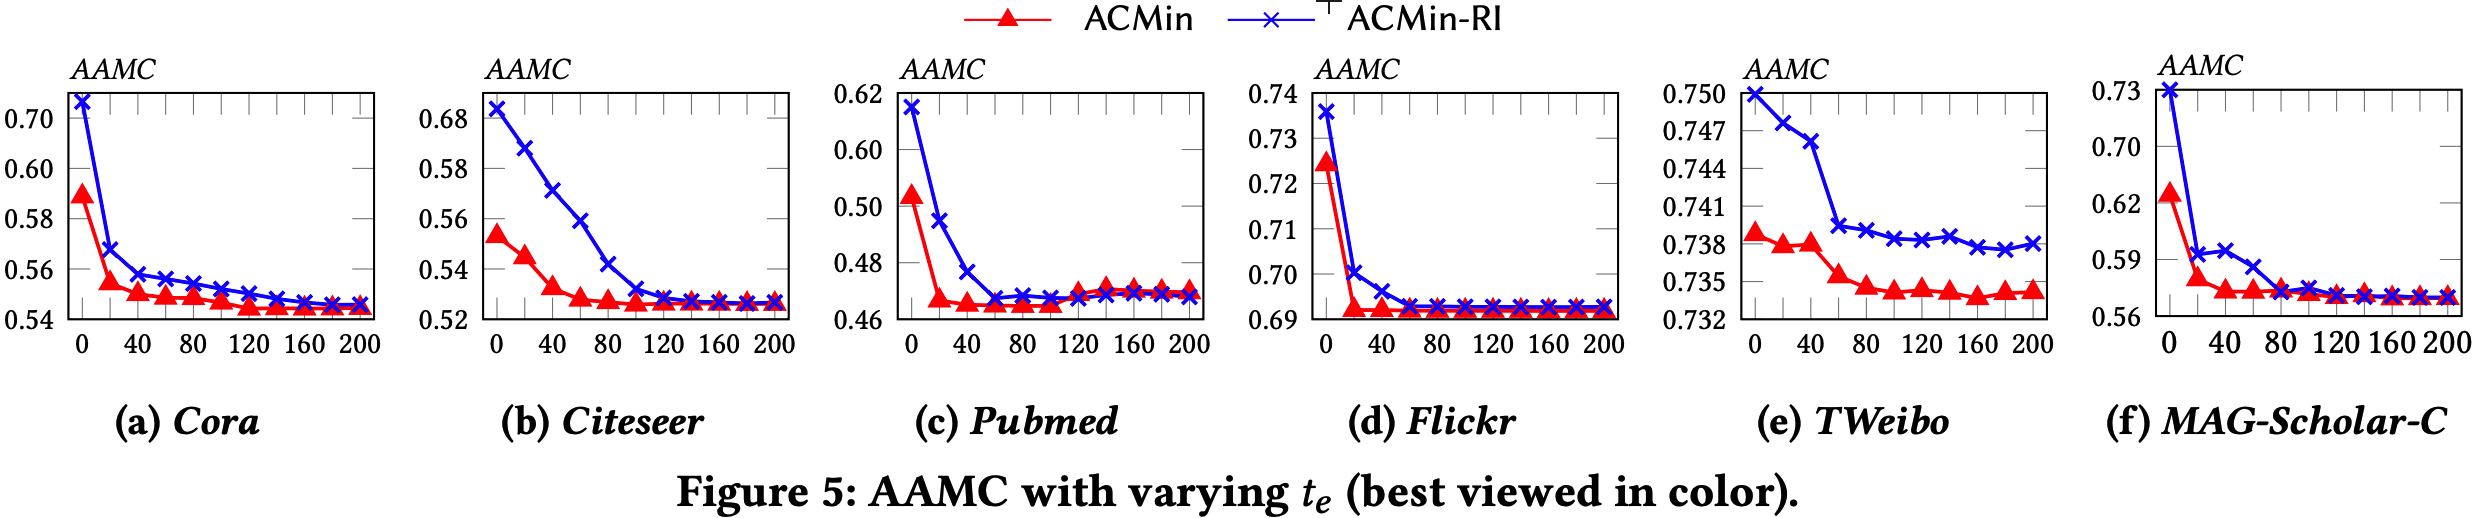 ACMin ACMin-RI
AAMC AAMC AAMC AAMC AAMC AAMC
0.70 0.60 0.58 0.56 0.54
0 40 80 120 160 200
0.68 0.58 0.56 0.54 0.52
0 40 80 120 160 200
0.62 0.60 0.50 0.48 0.46
0 40 80 120 160 200
0.74 0.73 0.72 0.71 0.70 0.69
0 40 80 120 160 200
0.750 0.747 0.744 0.741 0.738 0.735 0.732
0 40 80 120 160 200
0.73 0.70 0.62 0.59 0.56
0 40 80 120 160 200
(a) Cora (b) Citeseer (c) Pubmed (d) Flickr (e) TWeibo (f) MAG-Scholar-C
Figure 5: AAMC with varying te (best viewed in color).